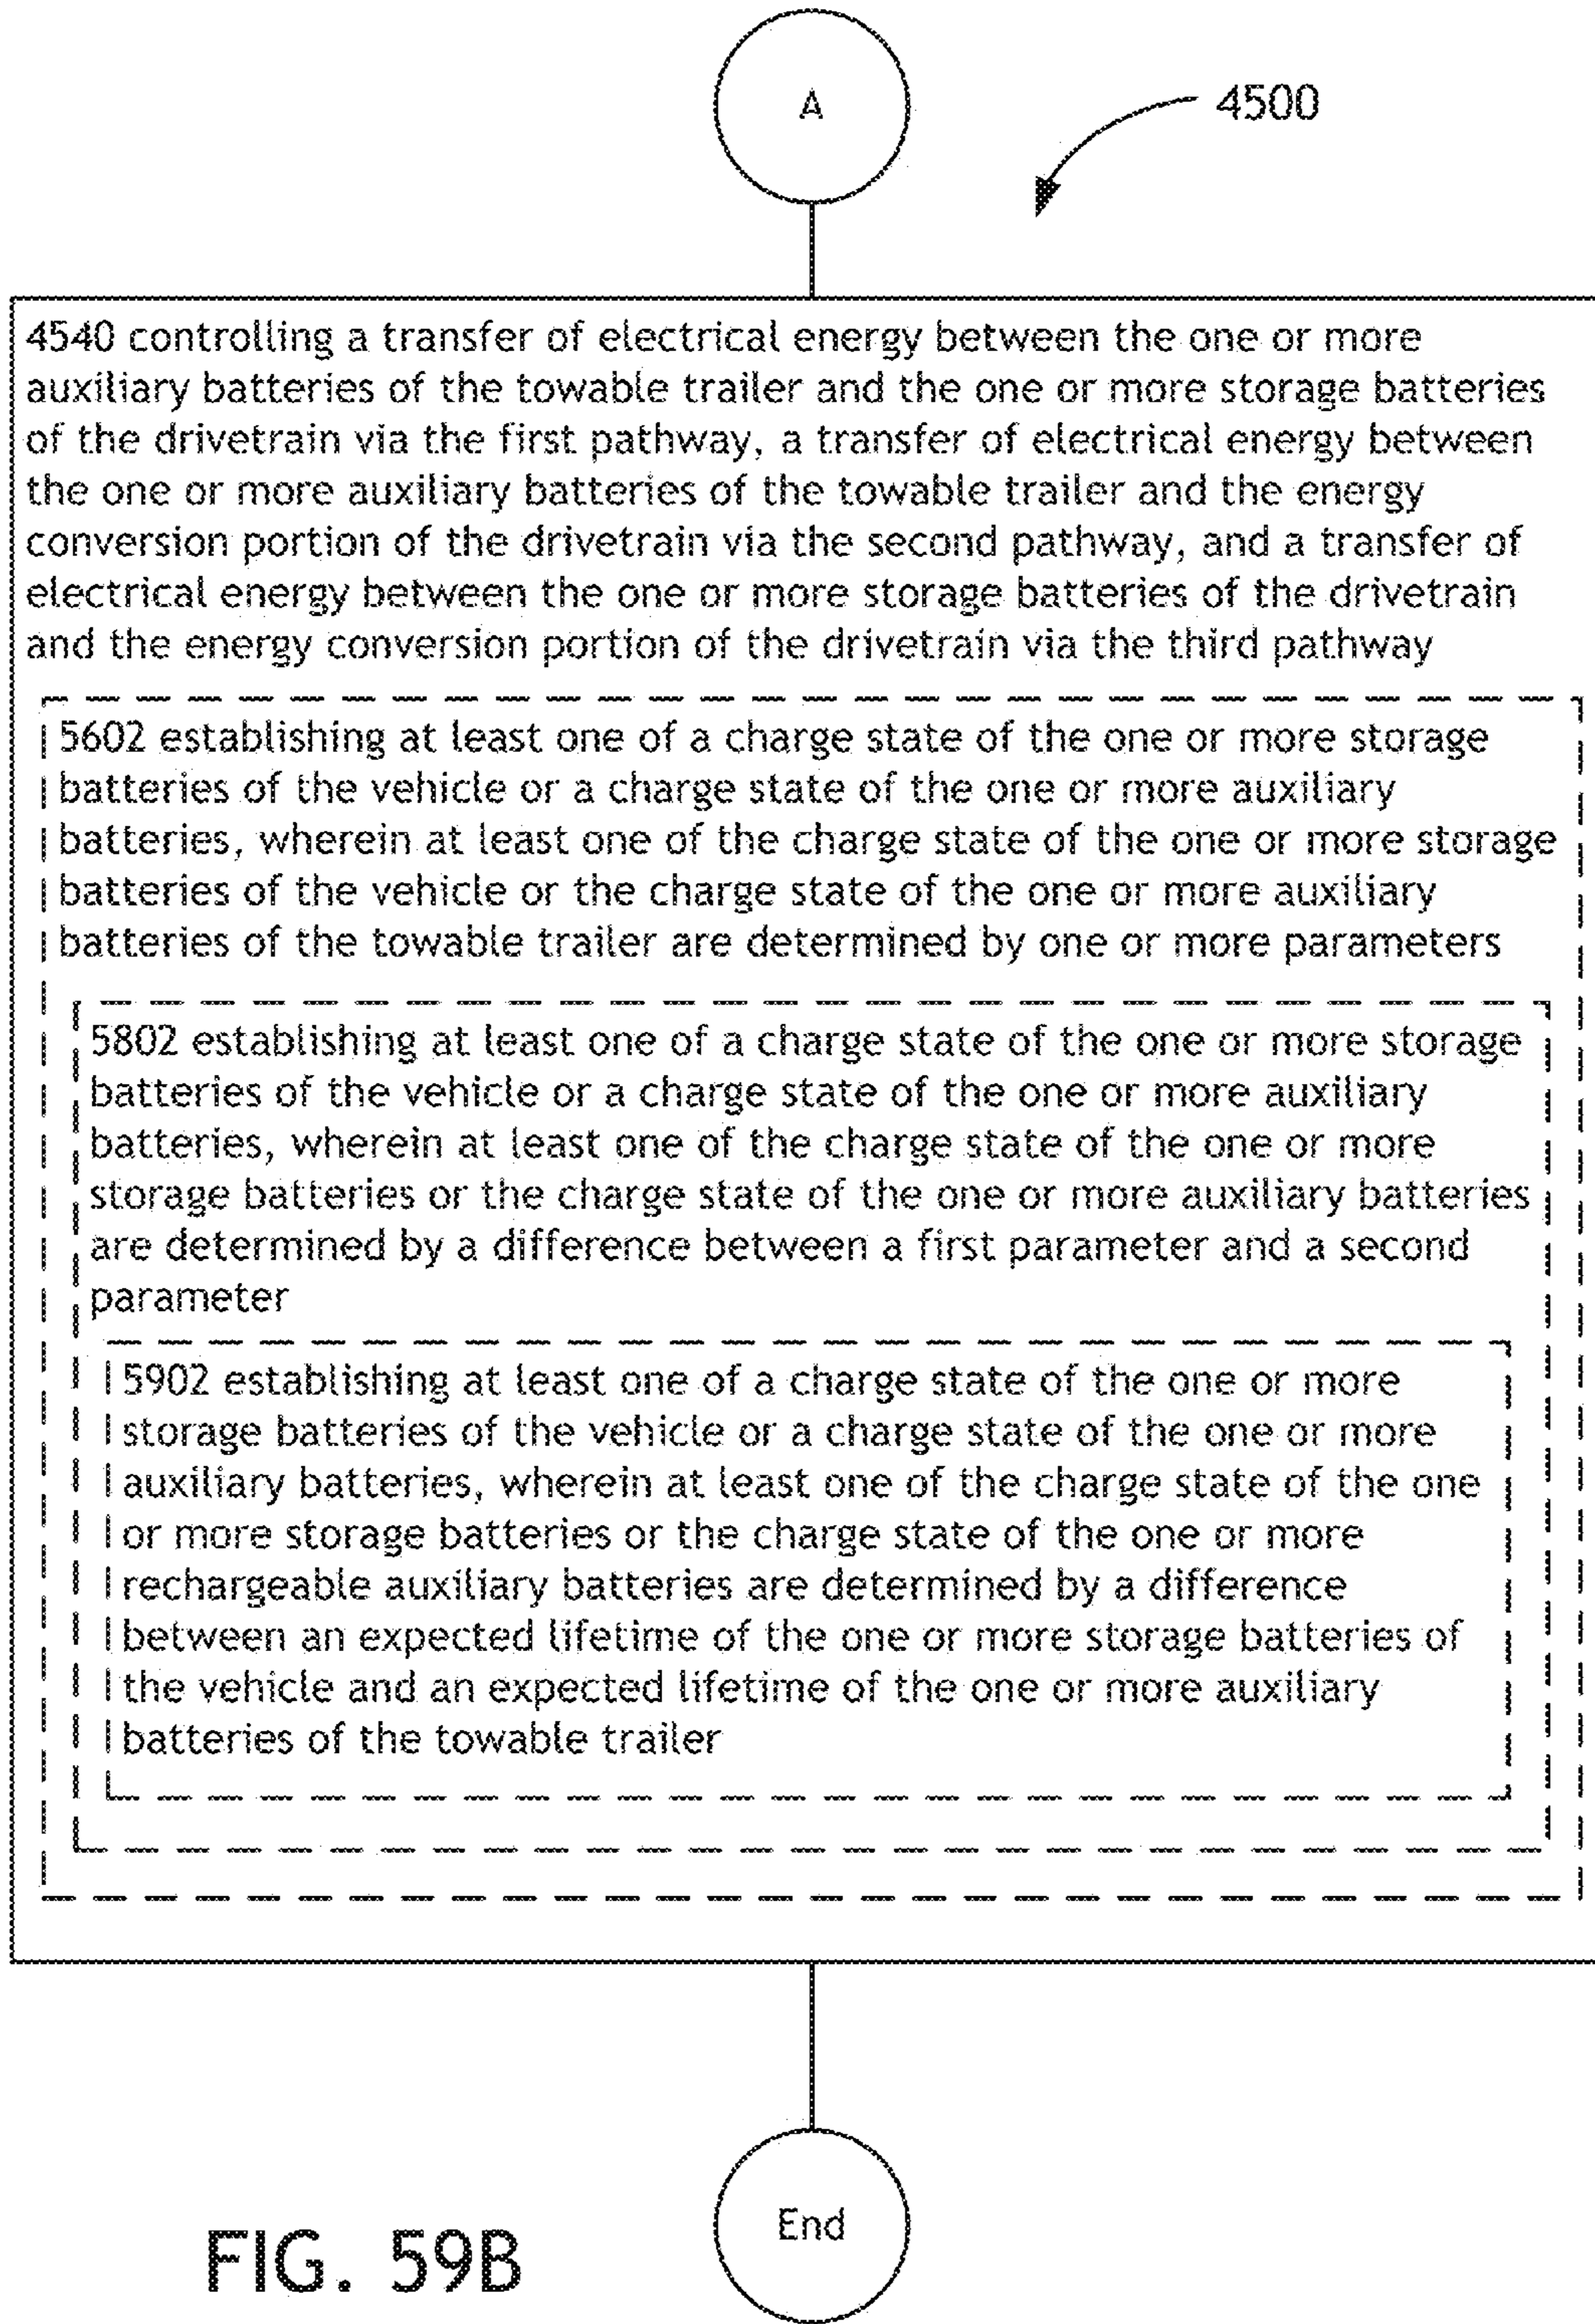 A
4500
4540 controlling a transfer of electrical energy between the one or more
auxiliary batteries of the towable trailer and the one or more storage batteries
of the drivetrain via the first pathway, a transfer of electrical energy between
the one or more auxiliary batteries of the towable trailer and the energy
conversion portion of the drivetrain via the second pathway, and a transfer of
electrical energy between the one or more storage batteries of the drivetrain
and the energy conversion portion of the drivetrain via the third pathway
5602 establishing at least one of a charge state of the one or more storage
batteries of the vehicle or a charge state of the one or more auxiliary
batteries, wherein at least one of the charge state of the one or more storage
batteries of the vehicle or the charge state of the one or more auxiliary
batteries of the towable trailer are determined by one or more parameters
5802 establishing at least one of a charge state of the one or more storage
batteries of the vehicle or a charge state of the one or more auxiliary
batteries, wherein at least one of the charge state of the one or more
storage batteries or the charge state of the one or more auxiliary batteries
are determined by a difference between a first parameter and a second
parameter
5902 establishing at least one of a charge state of the one or more
storage batteries of the vehicle or a charge state of the one or more
auxiliary batteries, wherein at least one of the charge state of the one
or more storage batteries or the charge state of the one or more
rechargeable auxiliary batteries are determined by a difference
between an expected lifetime of the one or more storage batteries of
the vehicle and an expected lifetime of the one or more auxiliary
batteries of the towable trailer
End
FIG. 59B